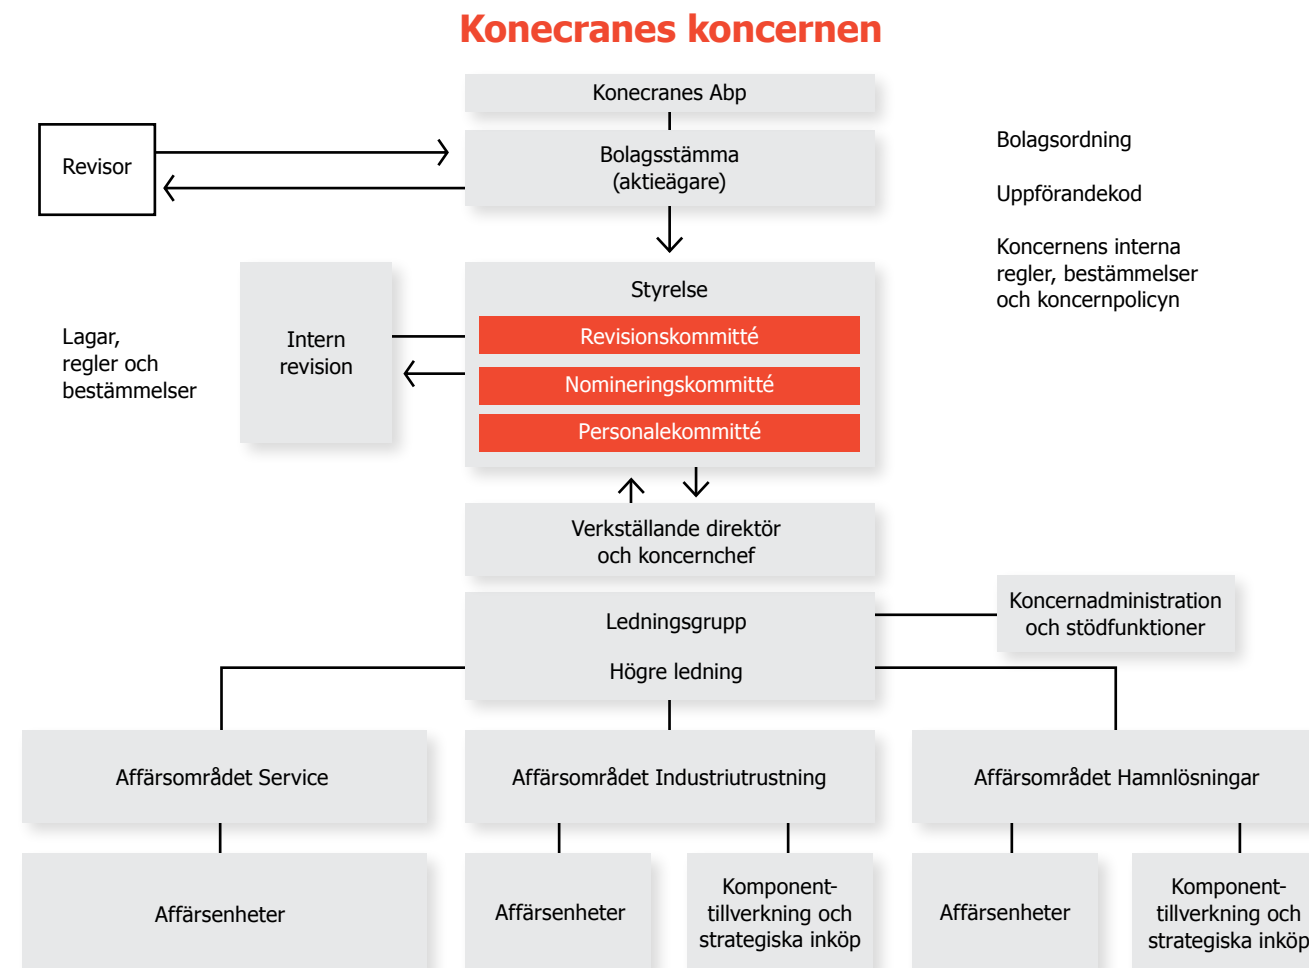 Konecranes koncernen
Konecranes Abp
Revisor
Bolagsstämma
(aktieägare)
Bolagsordning
Uppförandekod
Koncernens interna
regler, bestämmelser
och koncernpolicyn
Lagar,
regler och
bestämmelser
Intern
revision
Styrelse
Revisionskommitté
Nomineringskommitté
Personalekommitté
Verkställande direktör
och koncernchef
Ledningsgrupp
Högre ledning
Koncernadministration
och stödfunktioner
Affärsområdet Service
Affärsområdet Industriutrustning
Affärsområdet Hamnlösningar
Affärsenheter
Affärsenheter
Komponent-
tillverkning och
strategiska inköp
Affärsenheter
Komponent-
tillverkning och
strategiska inköp